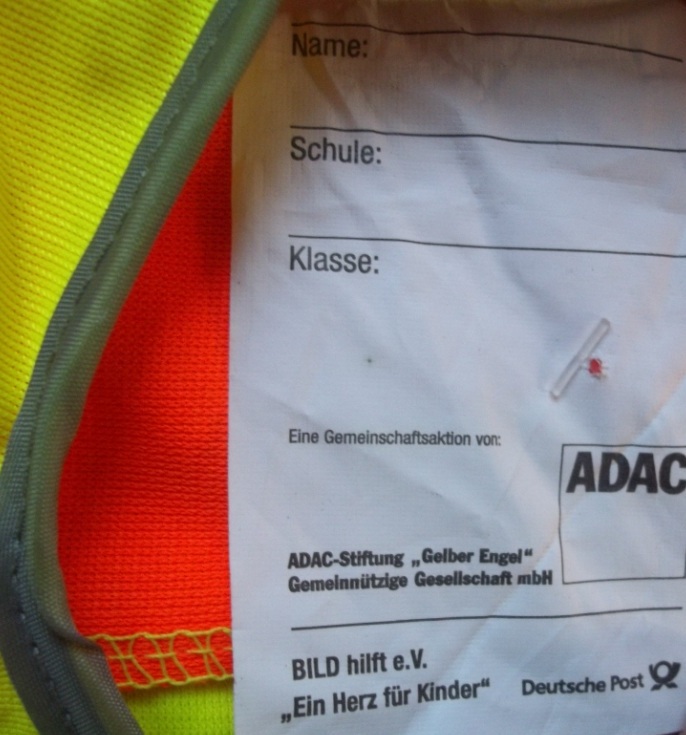 Name:
Schule:
Klasse:
Eine Gemeinschaftsaktion von:
ADAC
ADAC-Stiftung „Gelber Engel“
Gemeinnützige Gesellschaft mbH
BILD hilft e.V.
„Ein Herz für Kinder“
Deutsche Post